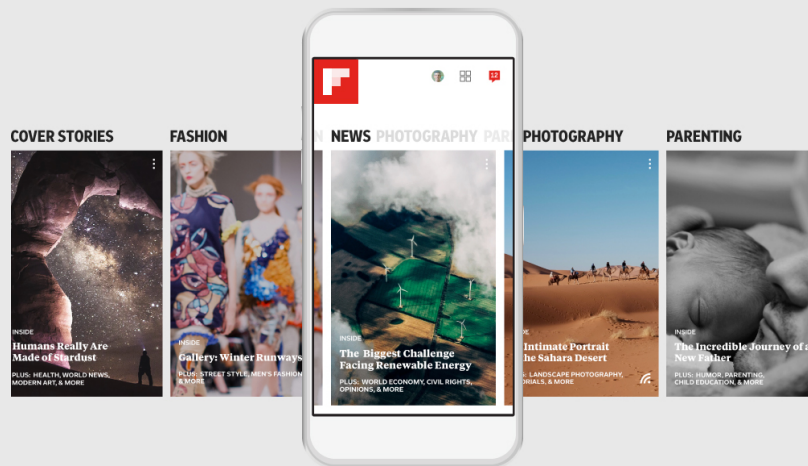 12
COVER STORIES
FASHION
NEWS PHOTOGRAPHY
PHOTOGRAPHY
PARENTING
INSIDE
Humans Really Are
Made of Stardust
PLUS: HEALTH, WORLD NEWS,
MODERN ART, & MORE
INSIDE
Gallery: Winter Runways
PLUS: STREET STYLE, MEN'S FASHION
& MORE
INSIDE
The Biggest Challenge
Facing Renewable Energy
PLUS: WORLD ECONOMY, CIVIL RIGHTS,
OPINIONS, & MORE
Intimate Portrait
the Sahara Desert
LANDSCAPE PHOTOGRAPHY,
& MORE
INSIDE
The Incredible Journey of a
New Father
PLUS: HUMOR, PARENTING,
CHILD EDUCATION, & MORE